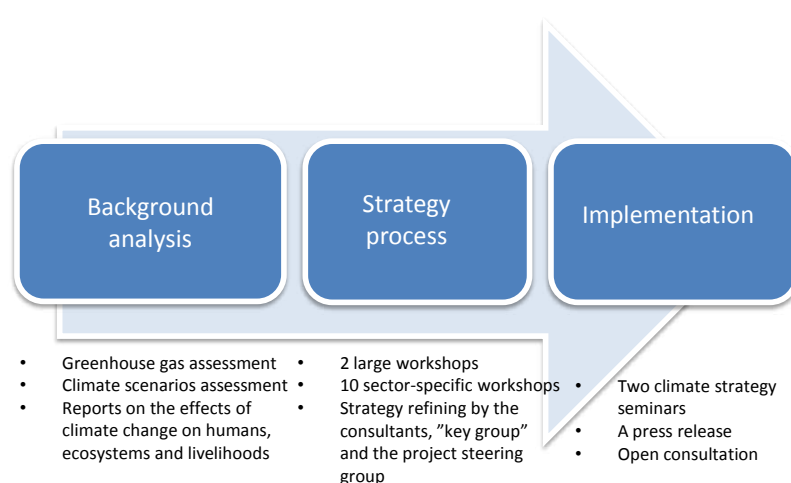 Background
analysis
Strategy
process
Implementation
• Greenhouse gas assessment
• Climate scenarios assessment
• Reports on the effects of
climate change on humans,
ecosystems and livelihoods
• 2 large workshops
• 10 sector-specific workshops
• Strategy refining by the
consultants, ”key group”
and the project steering
group
• Two climate strategy
seminars
• A press release
• Open consultation